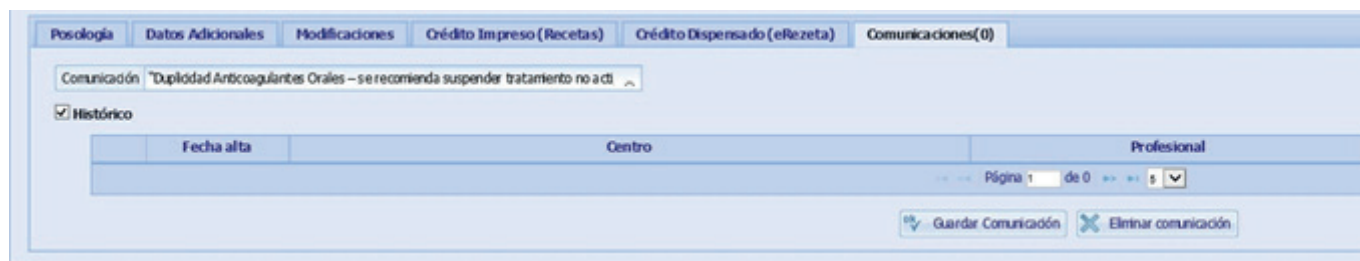 Posología Datos Adicionales Modificaciones Crédito Impreso (Recetas) Crédito Dispensado (eRezeta) Comunicaciones(0)
Comunicación "Duplicidad Anticoagulantes Orales – se recomienda suspender tratamiento no acti
Histórico
Fecha alta Centro Profesional
Página 1 de 0 5
Guardar Comunicación Eliminar comunicación